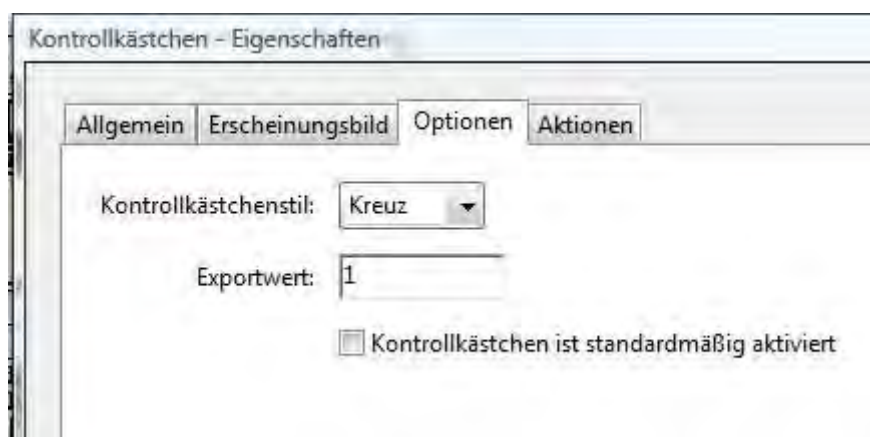 Kontrollkästchen - Eigenschaften
Allgemein Erscheinungsbild Optionen Aktionen
Kontrollkästchenstil: Kreuz
Exportwert: 1
Kontrollkästchen ist standardmäßig aktiviert